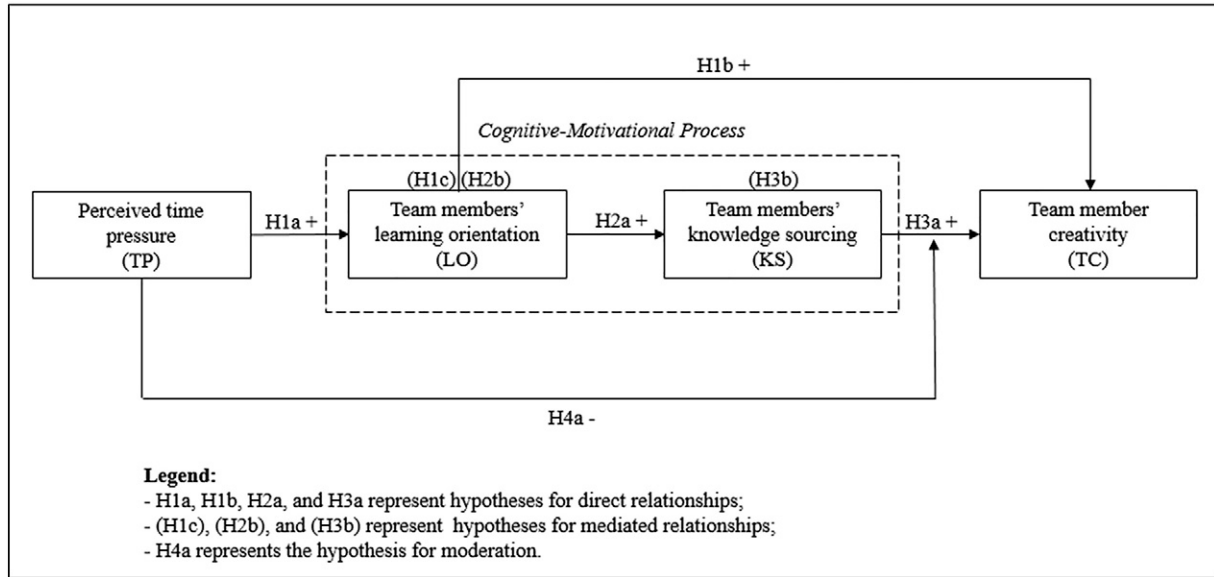 H1b +
Cognitive-Motivational Process
(H1c) (H2b)
(H3b)
Perceived time
pressure
(TP)
H1a +
Team members’
learning orientation
(LO)
H2a +
Team members’
knowledge sourcing
(KS)
H3a +
Team member
creativity
(TC)
H4a -
Legend:
- H1a, H1b, H2a, and H3a represent hypotheses for direct relationships;
- (H1c), (H2b), and (H3b) represent hypotheses for mediated relationships;
- H4a represents the hypothesis for moderation.